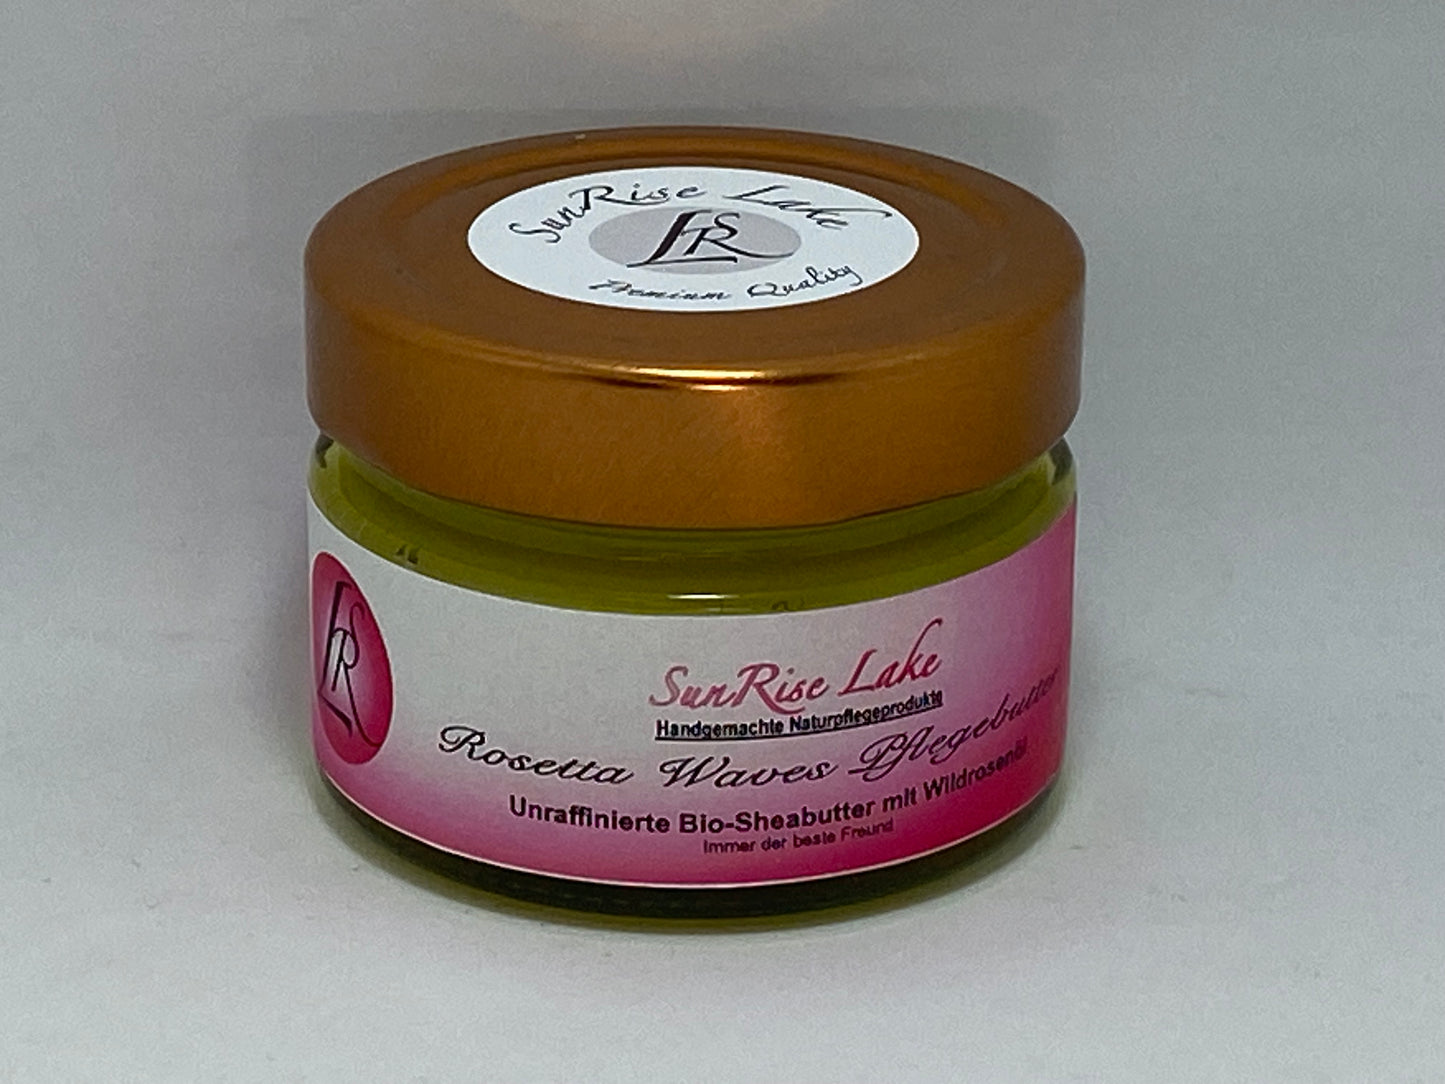 SunRise Lake
LSR
Premium Quality
LSR
SunRise Lake
Handgemachte Naturpflegeprodukte
Rosetta Waves Pflegebutter
Unraffinierte Bio-Sheabutter mit Wildrosenöl
Immer der beste Freund